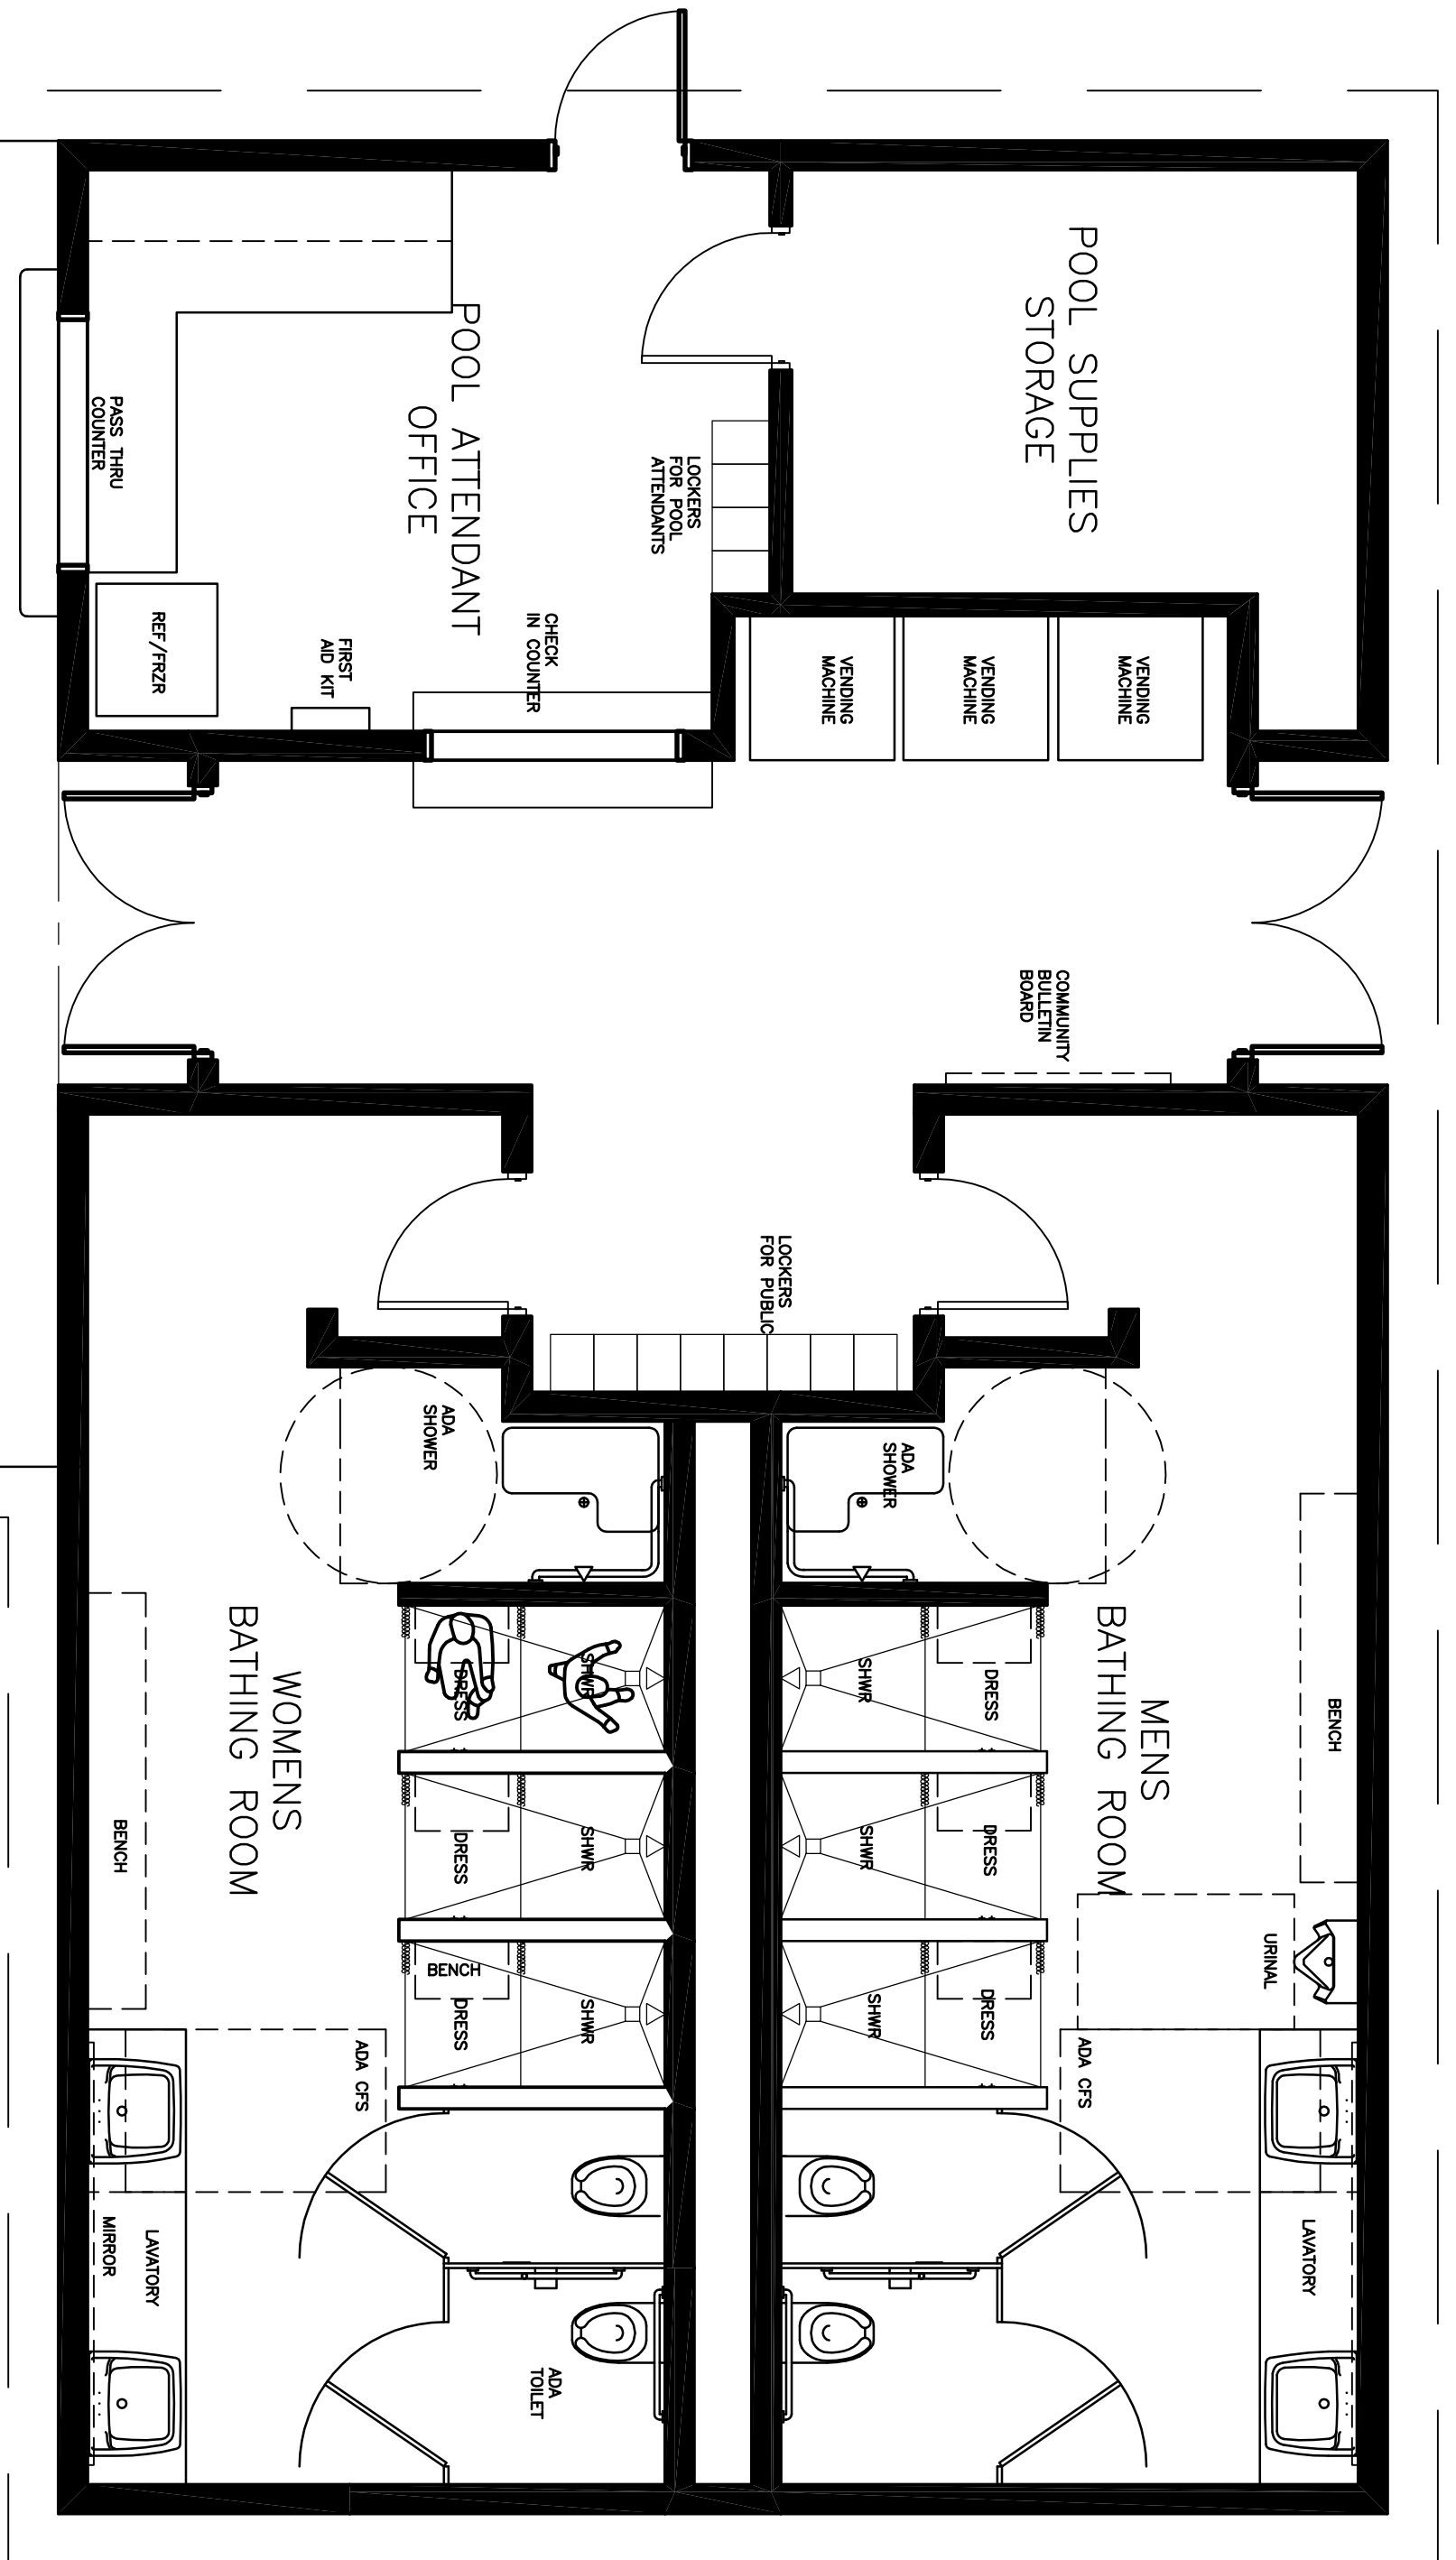 POOL SUPPLIES
STORAGE
POOL ATTENDANT
OFFICE
LOCKERS
FOR POOL
ATTENDANTS
PASS THRU
COUNTER
REF/FRZR
FIRST
AID KIT
CHECK
IN COUNTER
VENDING
MACHINE
VENDING
MACHINE
VENDING
MACHINE
COMMUNITY
BULLETIN
BOARD
LOCKERS
FOR PUBLIC
ADA
SHOWER
ADA
SHOWER
MENS
BATHING ROOM
BENCH
DRESS
SHWR
DRESS
SHWR
DRESS
SHWR
URINAL
ADA CFS
LAVATORY
WOMENS
BATHING ROOM
BENCH
SHWR
DRESS
SHWR
DRESS
SHWR
BENCH
DRESS
ADA CFS
LAVATORY
MIRROR
ADA
TOILET